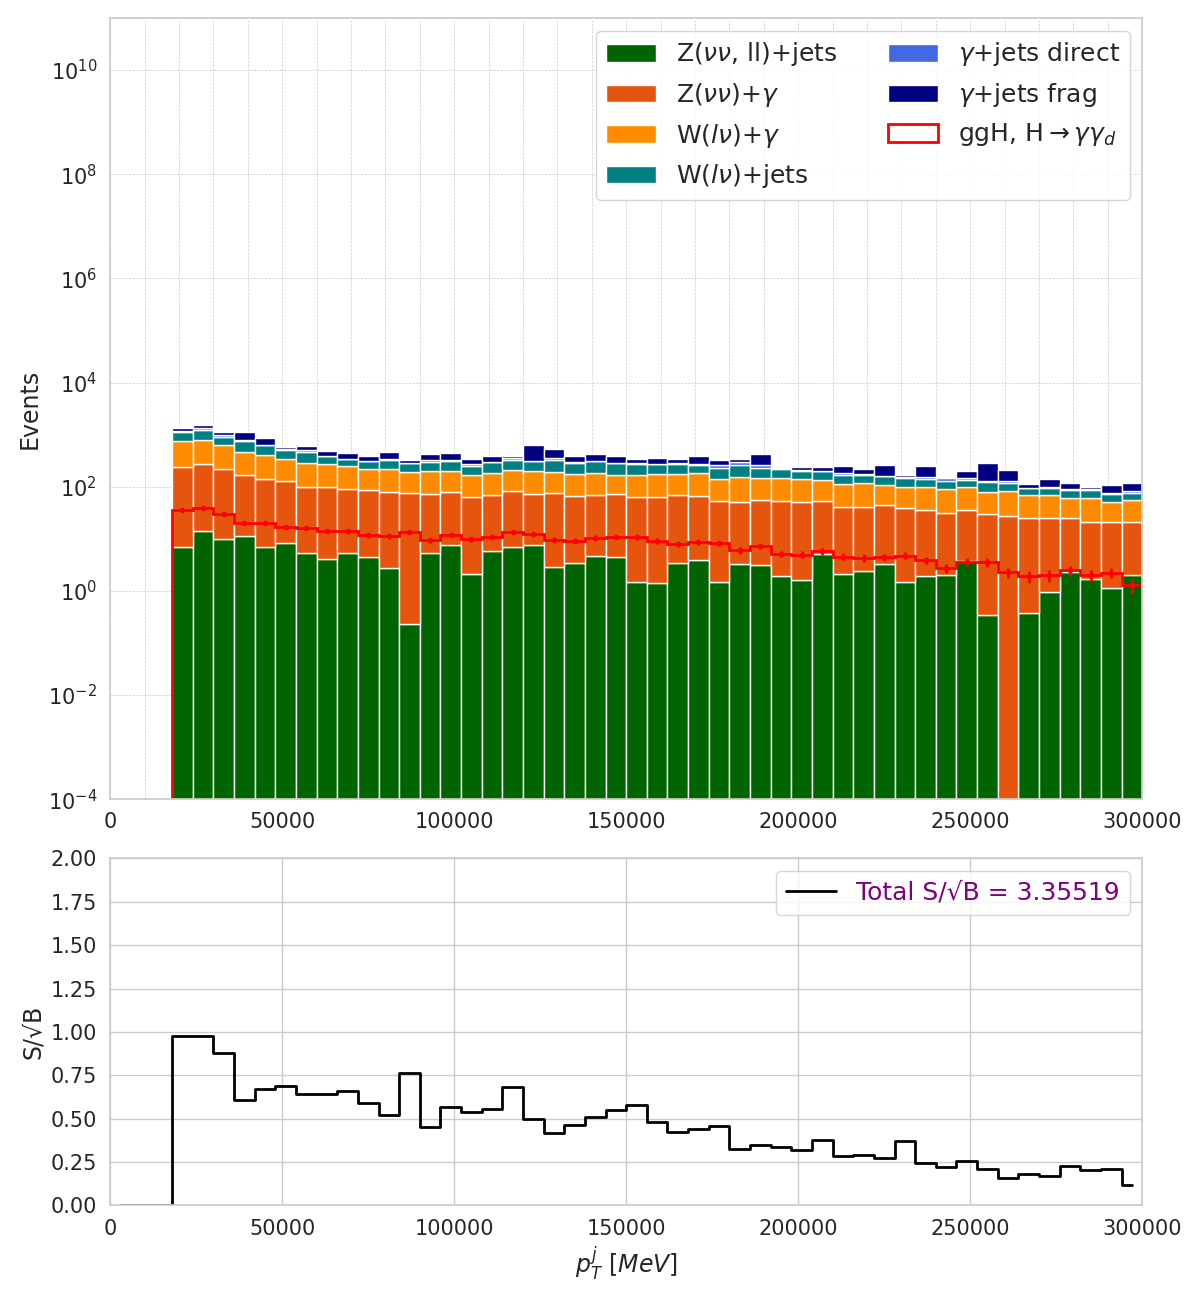 Z(νν, ll)+jets
Z(νν)+γ
W(lν)+γ
W(lν)+jets
γ+jets direct
γ+jets frag
ggH, H→γγ_d
Events
10^10
10^8
10^6
10^4
10^2
10^0
10^−2
10^−4
0 50000 100000 150000 200000 250000 300000
Total S/√B = 3.35519
S/√B
2.00
1.75
1.50
1.25
1.00
0.75
0.50
0.25
0.00
0 50000 100000 150000 200000 250000 300000
p_T^j [MeV]